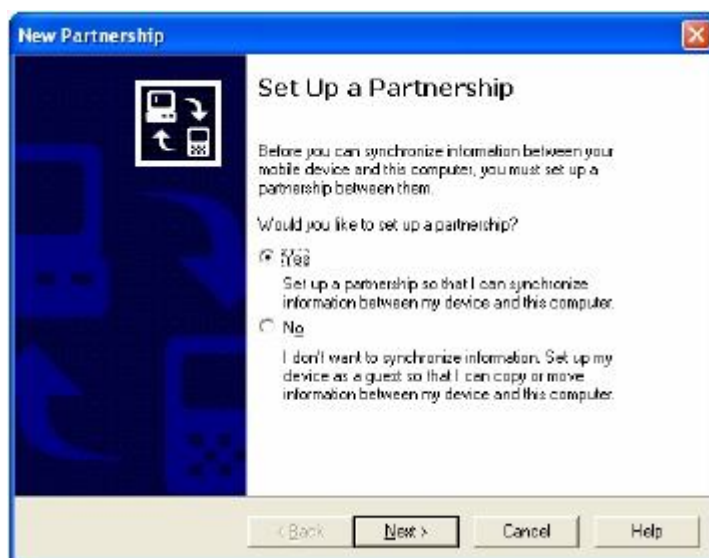 New Partnership
Set Up a Partnership
Before you can synchronize information between your
mobile device and this computer, you must set up a
partnership between them.
Would you like to set up a partnership?
Yes
Set up a partnership so that I can synchronize
information between my device and this computer.
No
I don't want to synchronize information. Set up my
device as a guest so that I can copy or move
information between my device and this computer.
< Back
Next >
Cancel
Help